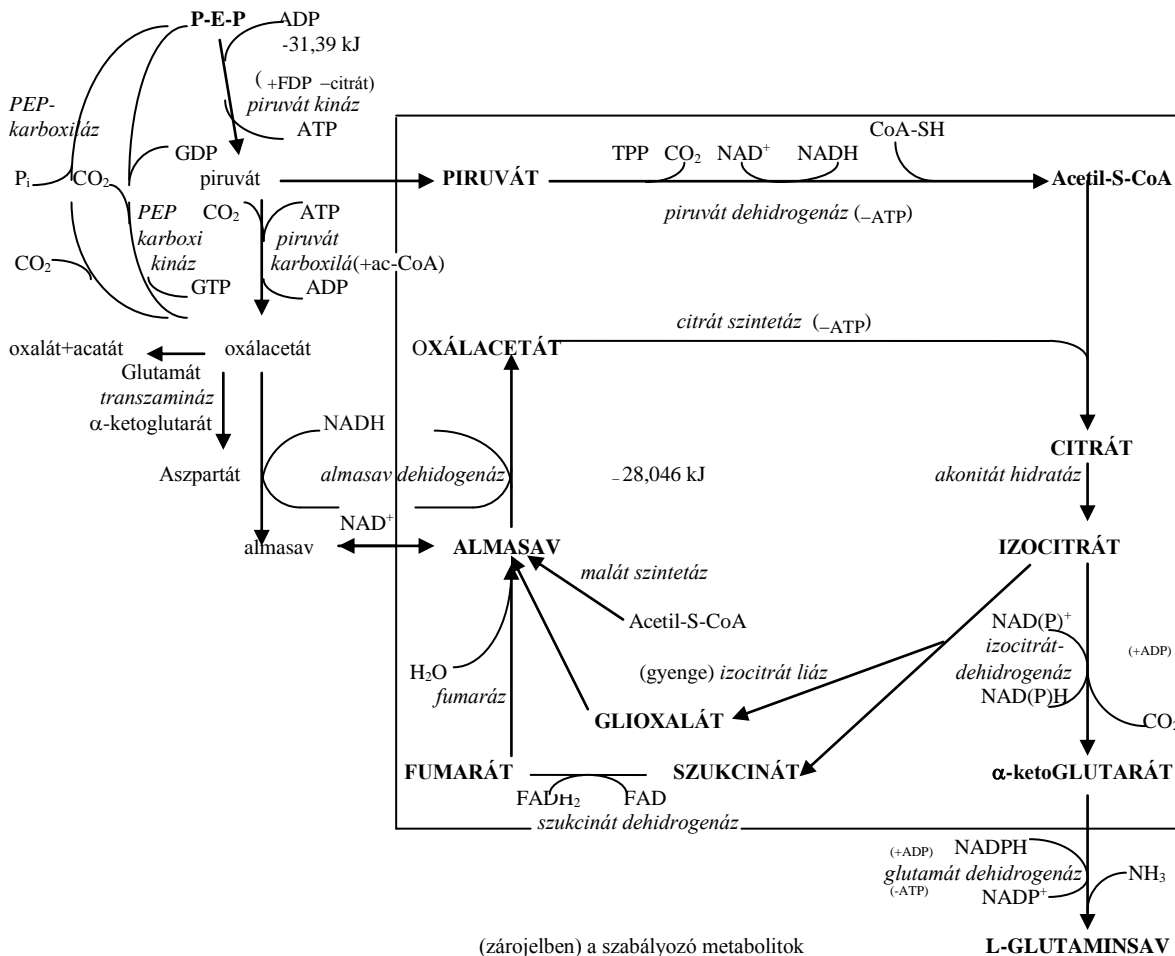 P-E-P
ADP
-31,39 kJ
( +FDP –citrát)
piruvát kináz
ATP
PEP-
karboxiláz
GDP
Pi
CO2
piruvát
CO2
ATP
PEP
karboxi
kináz
piruvát
karboxilá(+ac-CoA)
CO2
GTP
ADP
oxalát+acatát
oxálacetát
Glutamát
transzamináz
α-ketoglutarát
Aszpartát
NADH
almasav dehidogenáz
NAD+
almasav
PIRUVÁT
TPP
CO2
NAD+
NADH
CoA-SH
Acetil-S-CoA
piruvát dehidrogenáz (–ATP)
citrát szintetáz (–ATP)
OXÁLACETÁT
CITRÁT
– 28,046 kJ
akonitát hidratáz
ALMASAV
IZOCITRÁT
malát szintetáz
Acetil-S-CoA
NAD(P)+
izocitrát-
dehidrogenáz
NAD(P)H
(+ADP)
H2O
fumaráz
(gyenge) izocitrát liáz
GLIOXALÁT
CO2
FUMARÁT
SZUKCINÁT
α-ketoGLUTARÁT
FADH2
FAD
szukcinát dehidrogenáz
(+ADP)
NADPH
glutamát dehidrogenáz
(-ATP)
NADP+
NH3
(zárojelben) a szabályozó metabolitok
L-GLUTAMINSAV